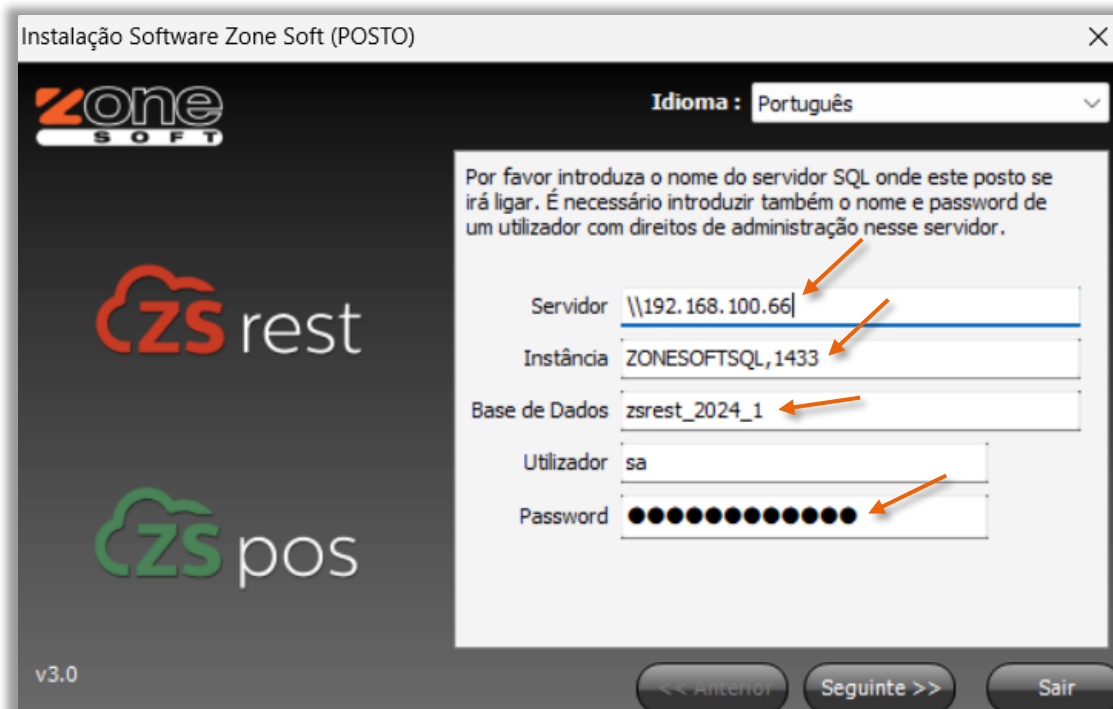 Instalação Software Zone Soft (POSTO)
zone
SOFT
Idioma : Português
Por favor introduza o nome do servidor SQL onde este posto se
irá ligar. É necessário introduzir também o nome e password de
um utilizador com direitos de administração nesse servidor.
Servidor \\192.168.100.66
Instância ZONESOFTSQL,1433
Base de Dados zsrest_2024_1
Utilizador sa
Password ●●●●●●●●●●●●
ZS rest
ZS pos
v3.0
<< Anterior Seguinte >> Sair